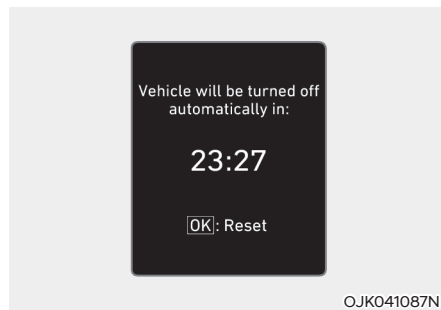 Vehicle will be turned off
automatically in:
23:27
OK: Reset
OJK041087N